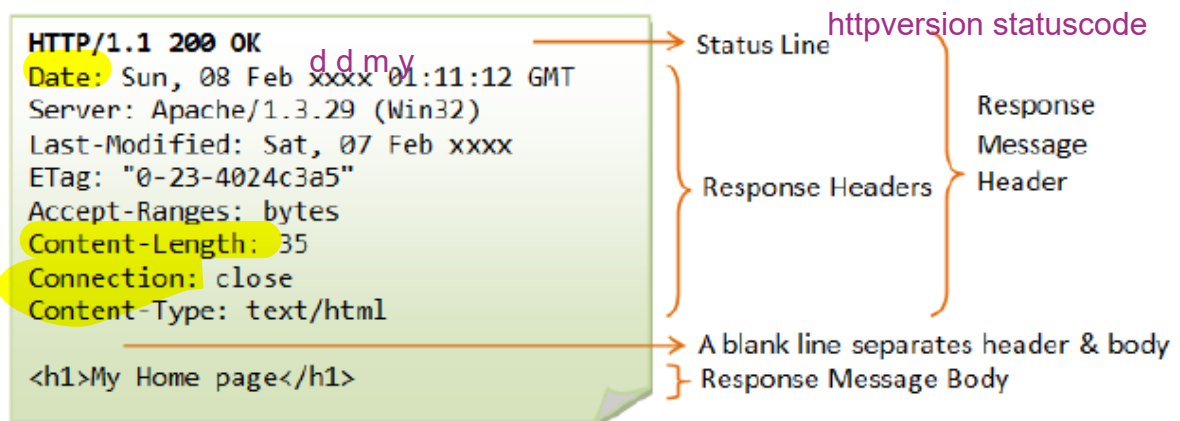 httpversion statuscode
HTTP/1.1 200 OK
Status Line
d d m y
Date: Sun, 08 Feb xxxx 01:11:12 GMT
Server: Apache/1.3.29 (Win32)
Last-Modified: Sat, 07 Feb xxxx
ETag: "0-23-4024c3a5"
Accept-Ranges: bytes
Content-Length: 35
Connection: close
Content-Type: text/html
Response Headers
Response
Message
Header
A blank line separates header & body
<h1>My Home page</h1>
Response Message Body